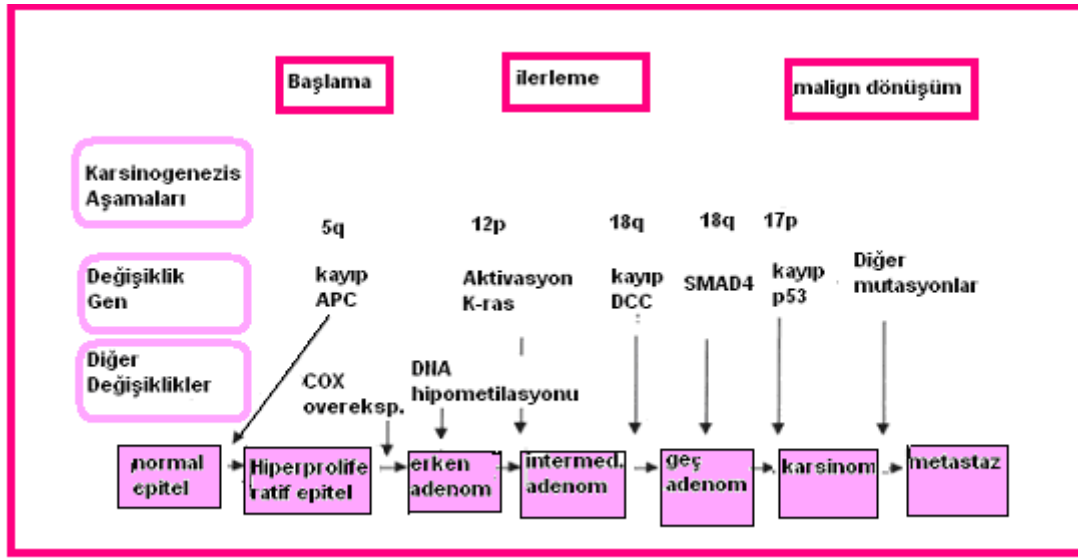 Başlama
ilerleme
malign dönüşüm
Karsinogenezis
Aşamaları
5q
12p
18q
18q
17p
Değişiklik
Gen
kayıp
APC
Aktivasyon
K-ras
kayıp
DCC
SMAD4
kayıp
p53
Diğer
mutasyonlar
Diğer
Değişiklikler
COX
ővereksp.
DNA
hipometilasyonu
normal
epitel
Hiperprolife
ratif epitel
erken
adenom
intermed.
adenom
geç
adenom
karsinom
metastaz